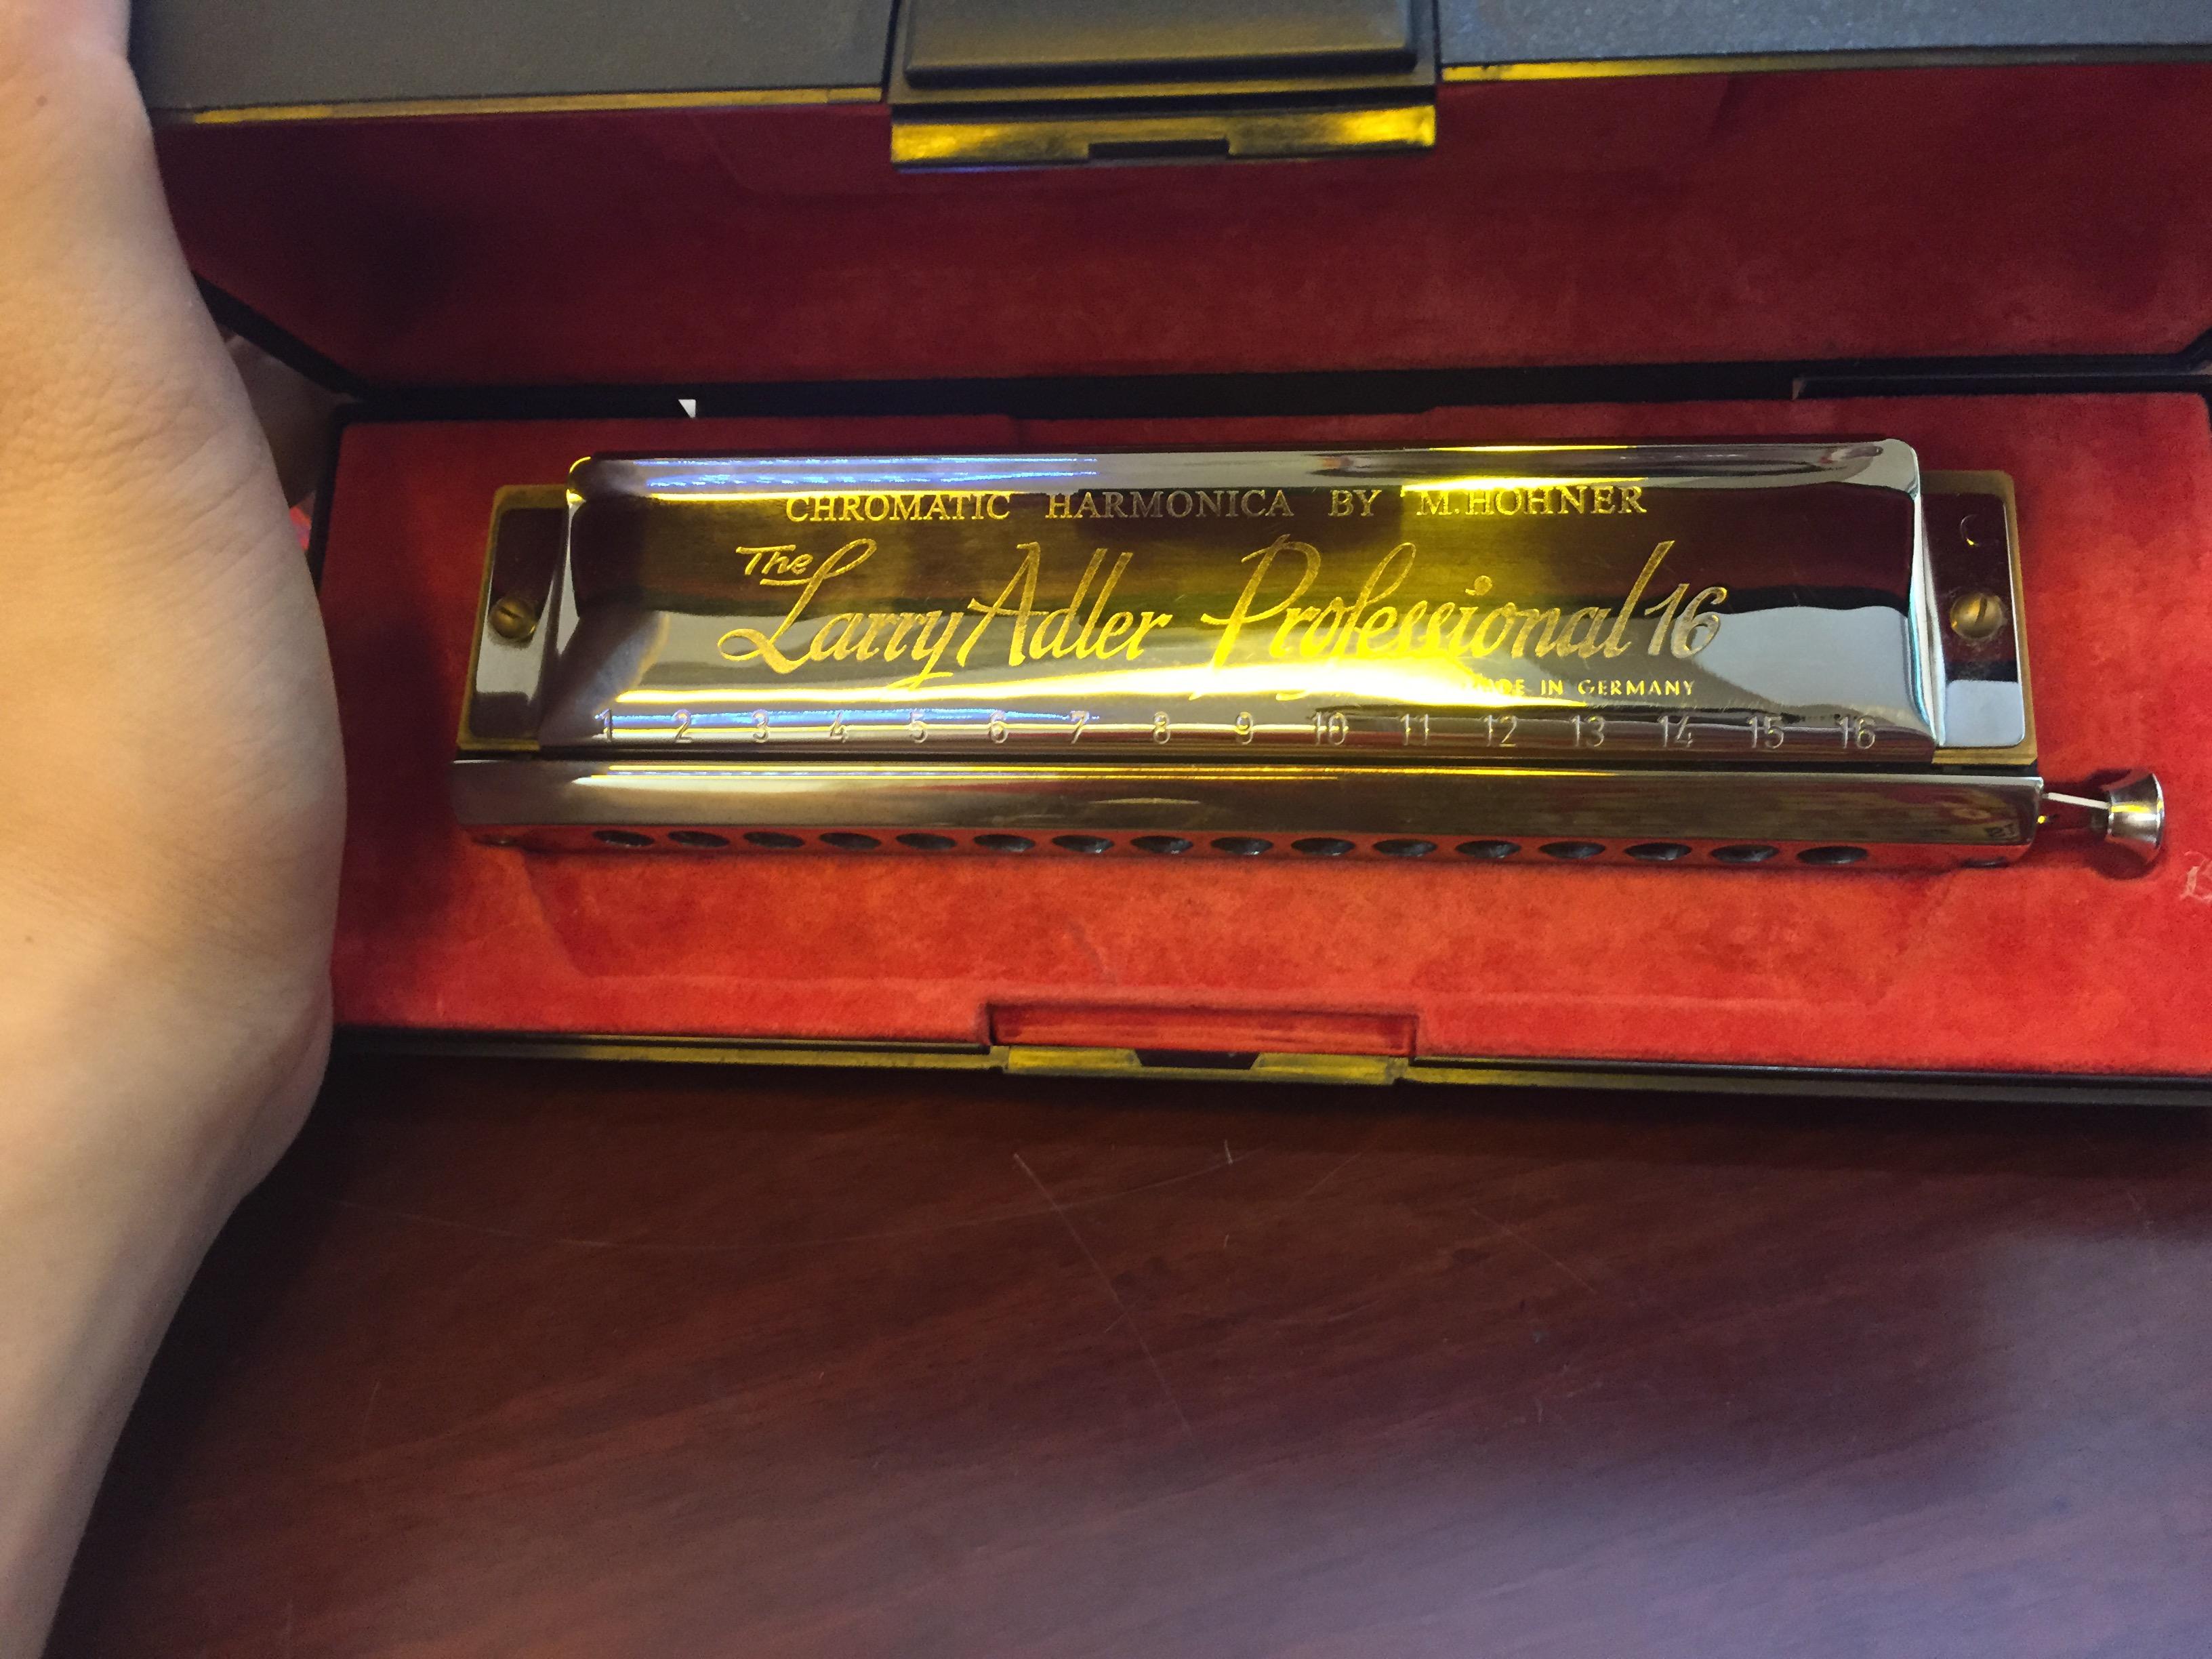 CHROMATIC HARMONICA BY M. HOHNER
The
Larry Adler Professional 16
MADE IN GERMANY
1 2 3 4 5 6 7 8 9 10 11 12 13 14 15 16
C